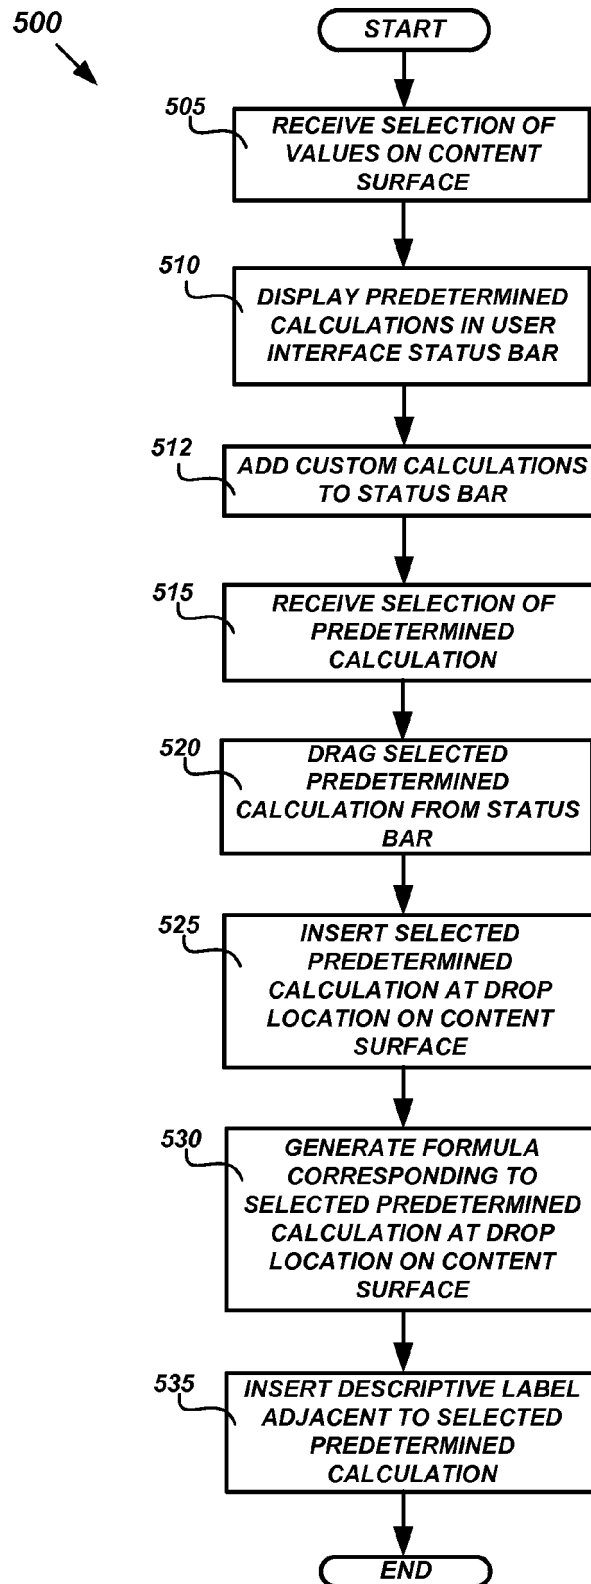 500
START
505
RECEIVE SELECTION OF
VALUES ON CONTENT
SURFACE
510
DISPLAY PREDETERMINED
CALCULATIONS IN USER
INTERFACE STATUS BAR
512
ADD CUSTOM CALCULATIONS
TO STATUS BAR
515
RECEIVE SELECTION OF
PREDETERMINED
CALCULATION
520
DRAG SELECTED
PREDETERMINED
CALCULATION FROM STATUS
BAR
525
INSERT SELECTED
PREDETERMINED
CALCULATION AT DROP
LOCATION ON CONTENT
SURFACE
530
GENERATE FORMULA
CORRESPONDING TO
SELECTED PREDETERMINED
CALCULATION AT DROP
LOCATION ON CONTENT
SURFACE
535
INSERT DESCRIPTIVE LABEL
ADJACENT TO SELECTED
PREDETERMINED
CALCULATION
END